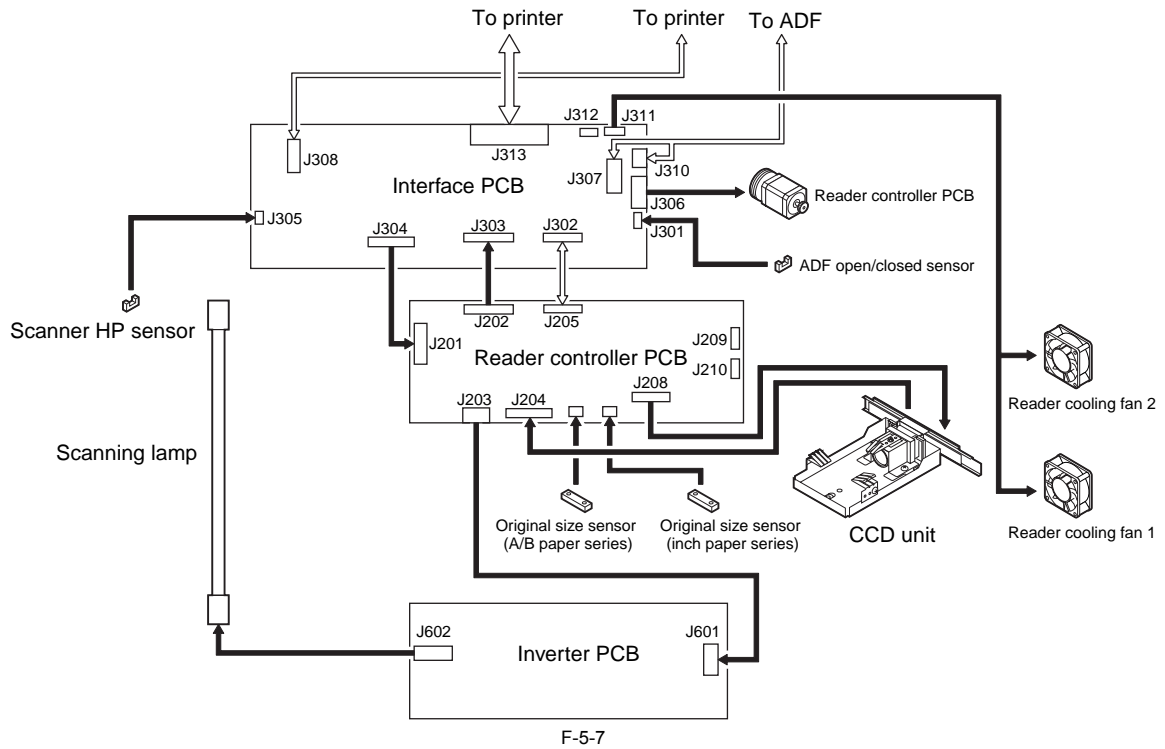 To printer
To printer
To ADF
J312
J311
J308
J313
J307
J310
Interface PCB
J306
Reader controller PCB
J305
J304
J303
J302
J301
ADF open/closed sensor
Scanner HP sensor
J202
J205
J201
Reader controller PCB
J209
J210
J208
J203
J204
Reader cooling fan 2
Scanning lamp
Original size sensor
(A/B paper series)
Original size sensor
(inch paper series)
CCD unit
Reader cooling fan 1
J602
Inverter PCB
J601
F-5-7